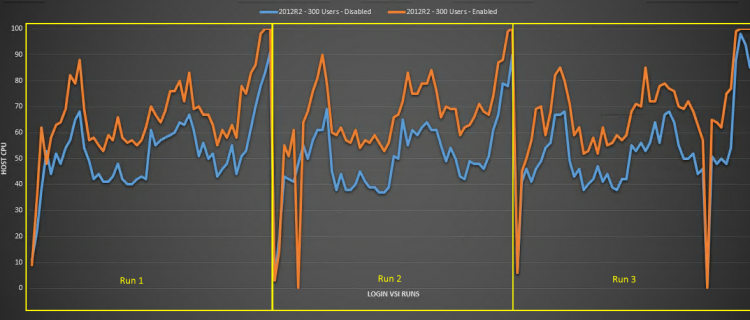 2012R2 - 300 Users - Disabled 2012R2 - 300 Users - Enabled
100
90
80
70
60
50
40
30
20
10
0
HOST CPU
Run 1
Run 2
Run 3
LOGIN VSI RUNS